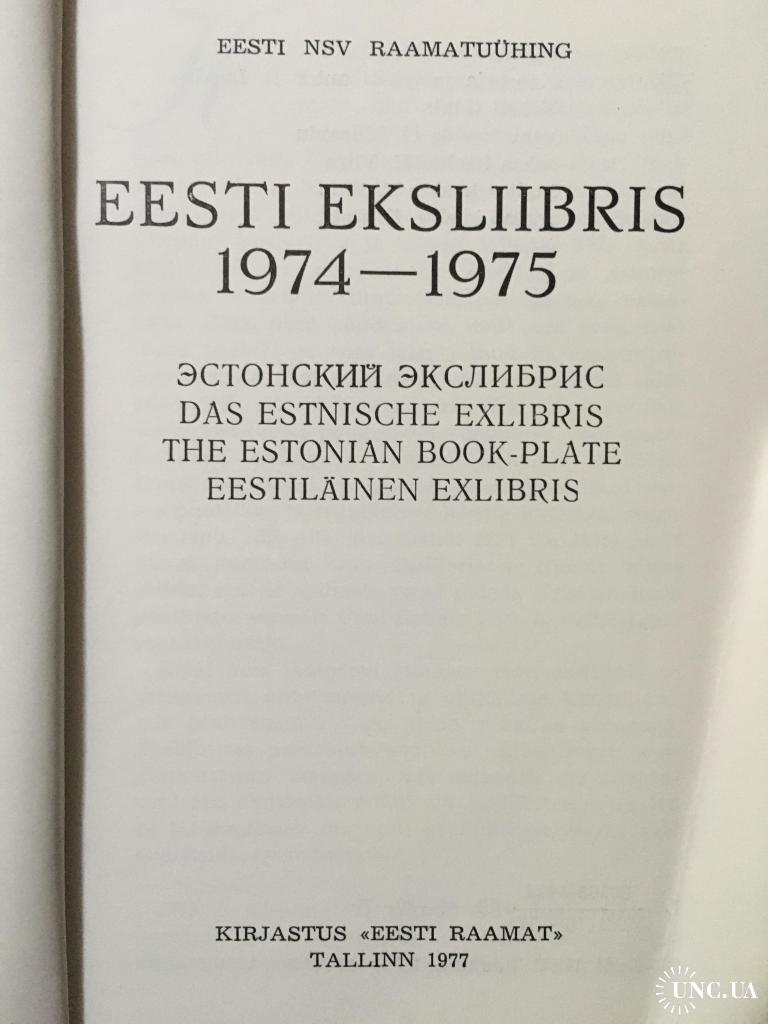 EESTI NSV RAAMATUÜHING
EESTI EKSLIIBRIS
1974—1975
ЭСТОНСКИЙ ЭКСЛИБРИС
DAS ESTNISCHE EXLIBRIS
THE ESTONIAN BOOK-PLATE
EESTILÄINEN EXLIBRIS
KIRJASTUS «EESTI RAAMAT»
TALLINN 1977
UNC.UA